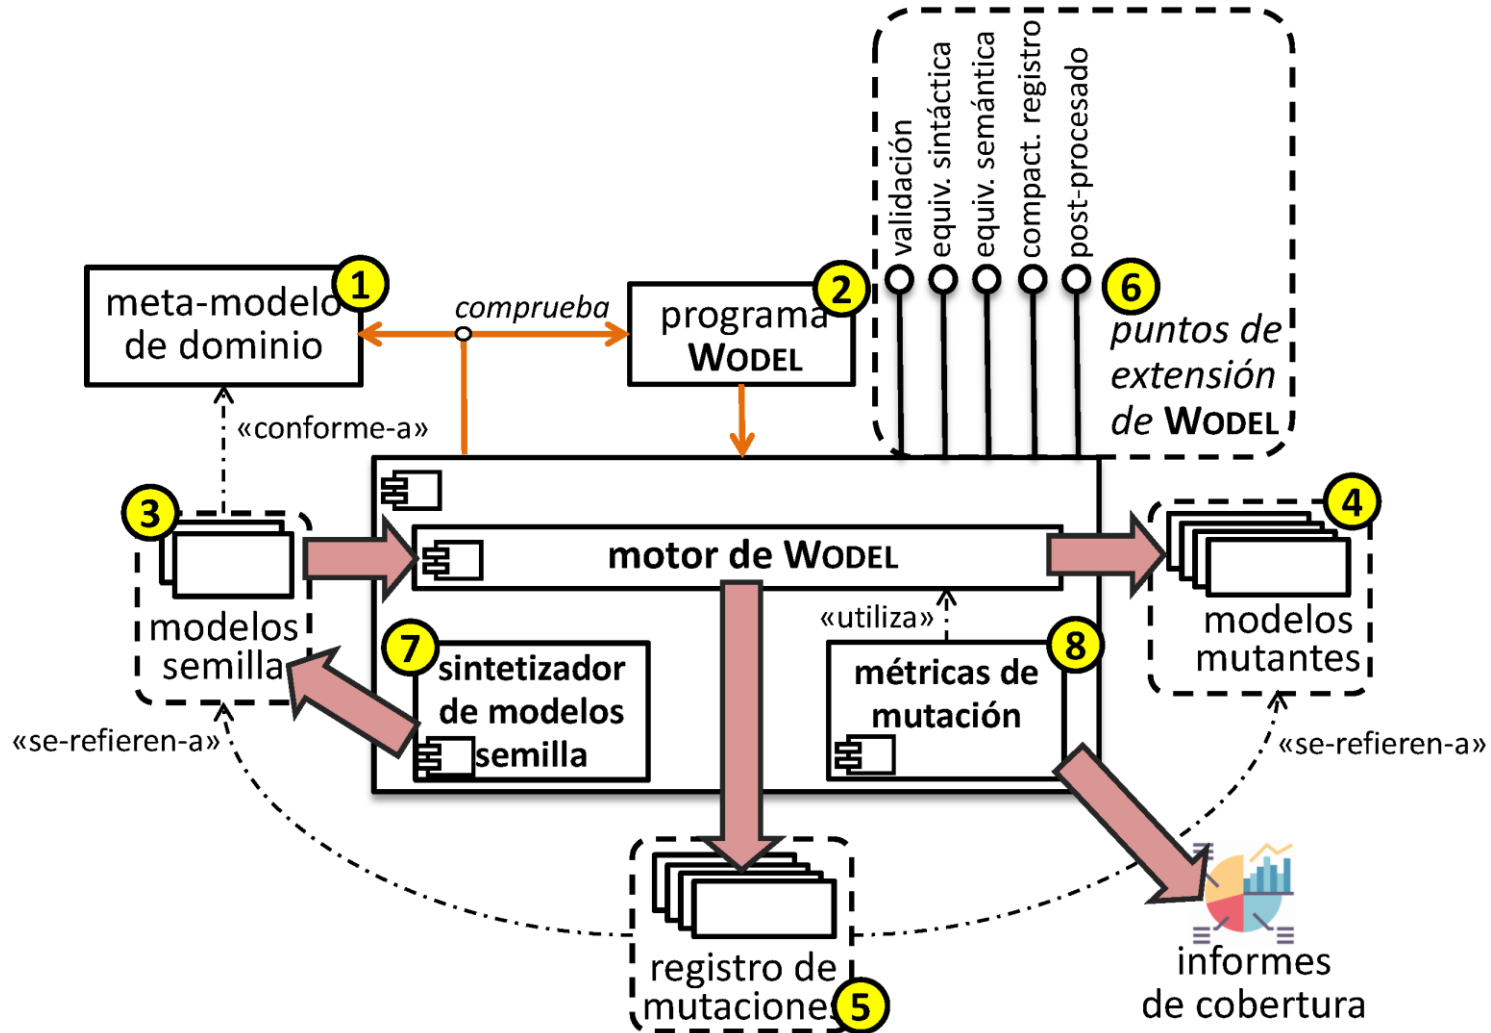 validación
equiv. sintáctica
equiv. semántica
compact. registro
post-procesado
6
puntos de
extensión
de WODEL
1
meta-modelo
de dominio
comprueba
2
programa
WODEL
«conforme-a»
3
modelos
semilla
motor de WODEL
4
modelos
mutantes
«utiliza»
7
sintetizador
de modelos
semilla
8
métricas de
mutación
«se-refieren-a»
«se-refieren-a»
registro de
mutaciones
5
informes
de cobertura